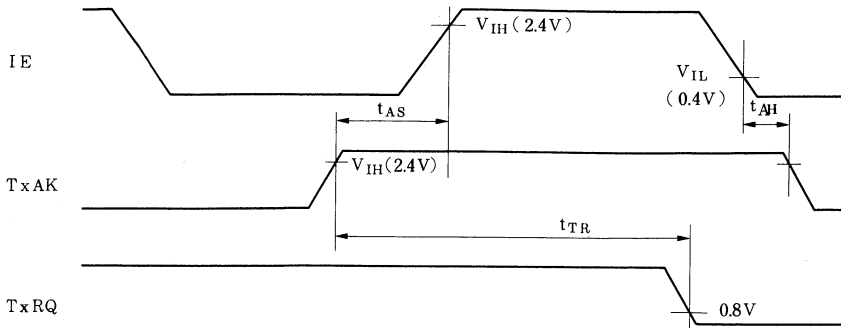 IE
VIH (2.4V)
VIL
(0.4V)
tAS
tAH
TxAK
VIH (2.4V)
tTR
TxRQ
0.8V